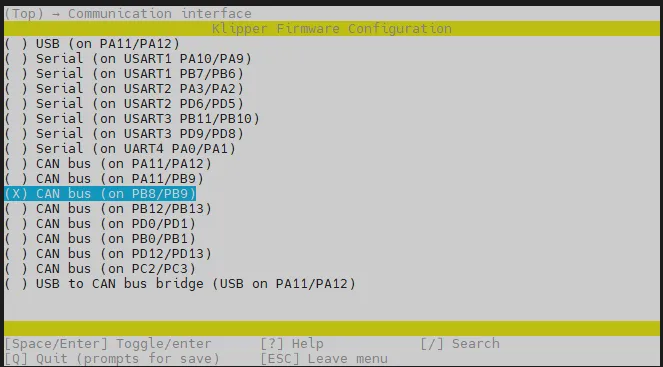 (Top) → Communication interface
Klipper Firmware Configuration
( ) USB (on PA11/PA12)
( ) Serial (on USART1 PA10/PA9)
( ) Serial (on USART1 PB7/PB6)
( ) Serial (on USART2 PA3/PA2)
( ) Serial (on USART2 PD6/PD5)
( ) Serial (on USART3 PB11/PB10)
( ) Serial (on USART3 PD9/PD8)
( ) Serial (on UART4 PA0/PA1)
( ) CAN bus (on PA11/PA12)
( ) CAN bus (on PA11/PB9)
(X) CAN bus (on PB8/PB9)
( ) CAN bus (on PB12/PB13)
( ) CAN bus (on PD0/PD1)
( ) CAN bus (on PB0/PB1)
( ) CAN bus (on PD12/PD13)
( ) CAN bus (on PC2/PC3)
( ) USB to CAN bus bridge (USB on PA11/PA12)
[Space/Enter] Toggle/enter [?] Help [/] Search
[Q] Quit (prompts for save) [ESC] Leave menu